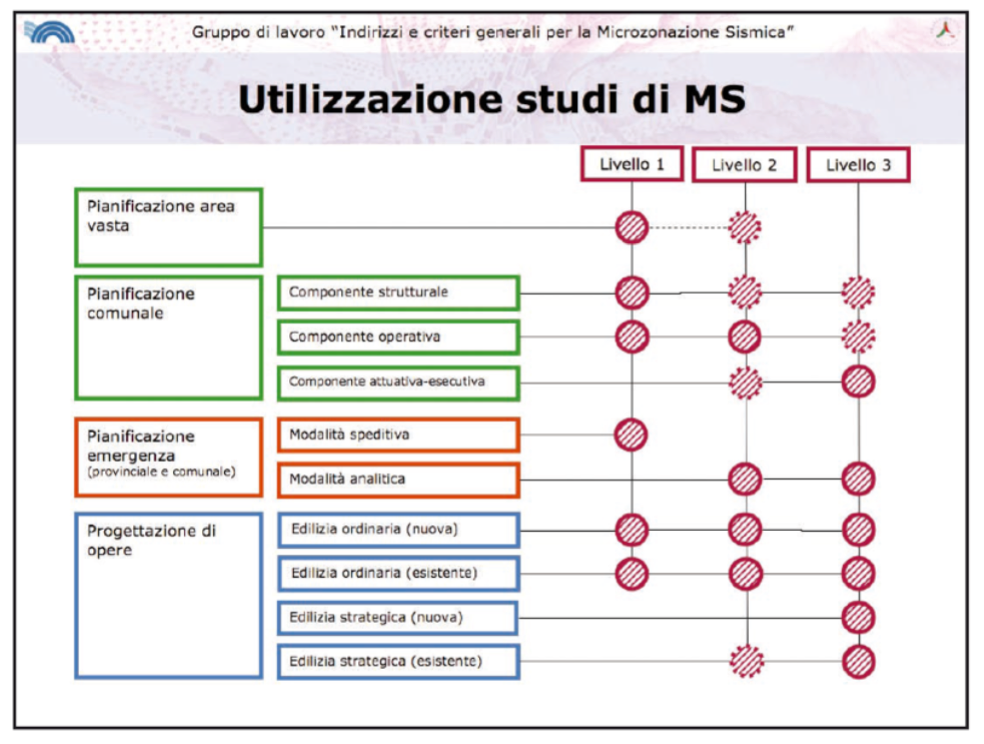 Gruppo di lavoro “Indirizzi e criteri generali per la Microzonazione Sismica”
Utilizzazione studi di MS
Livello 1
Livello 2
Livello 3
Pianificazione area
vasta
Pianificazione
comunale
Componente strutturale
Componente operativa
Componente attuativa-esecutiva
Pianificazione
emergenza
(provinciale e comunale)
Modalità speditiva
Modalità analitica
Progettazione di
opere
Edilizia ordinaria (nuova)
Edilizia ordinaria (esistente)
Edilizia strategica (nuova)
Edilizia strategica (esistente)